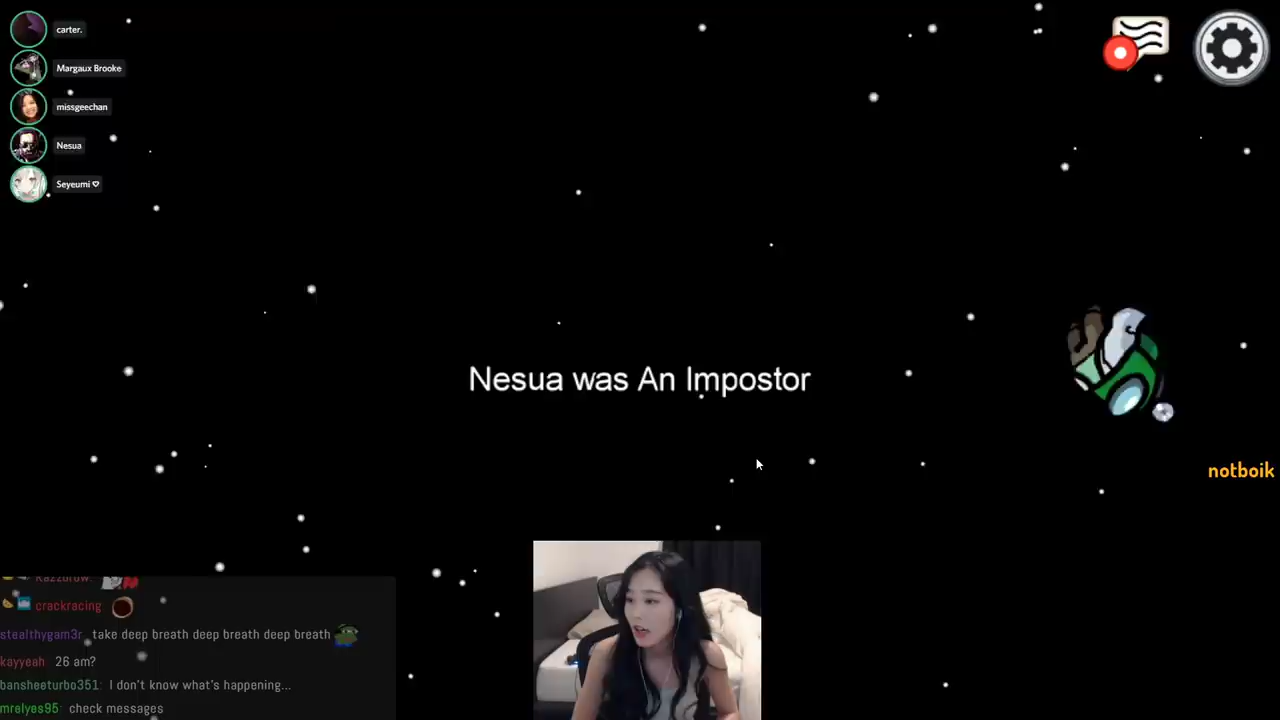 carter.
Margaux Brooke
missgeechan
Nesua
Seyeumi ♡
Nesua was An Impostor
notboik
Kazzurow:
crackracing
stealthygam3r take deep breath deep breath deep breath
kayyeah 26 am?
bansheeturbo351: I don't know what's happening...
mrelyes95: check messages